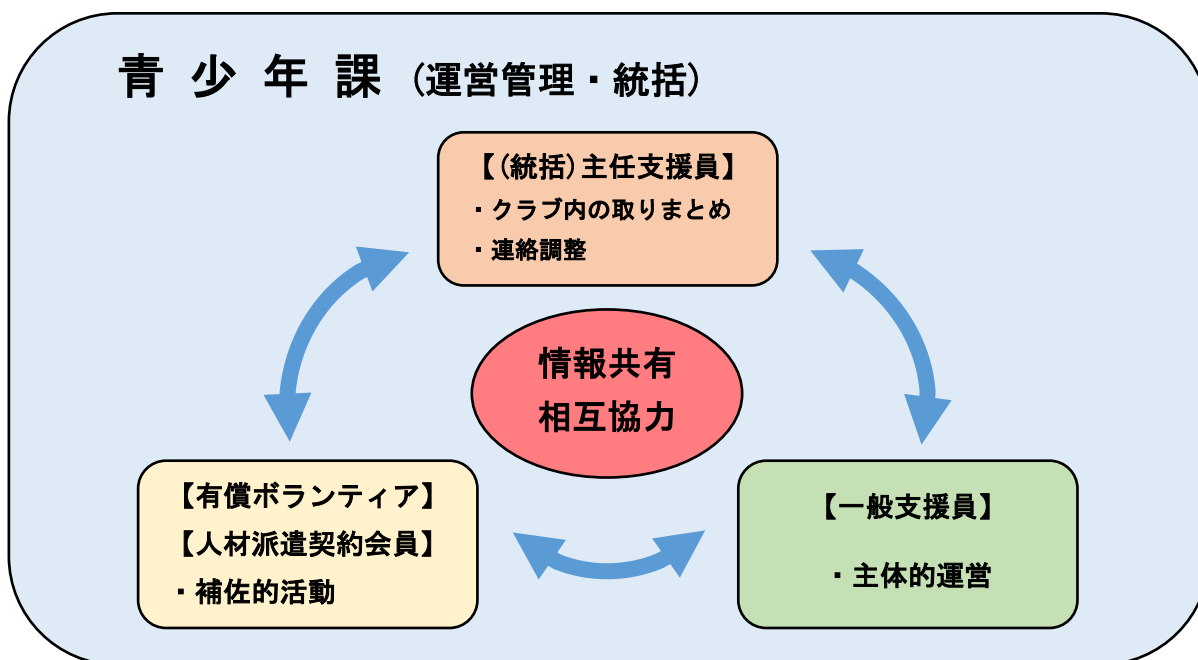 青少年課 (運営管理・統括)
【(統括)主任支援員】
・クラブ内の取りまとめ
・連絡調整
情報共有
相互協力
【有償ボランティア】
【人材派遣契約会員】
・補佐的活動
【一般支援員】
・主体的運営